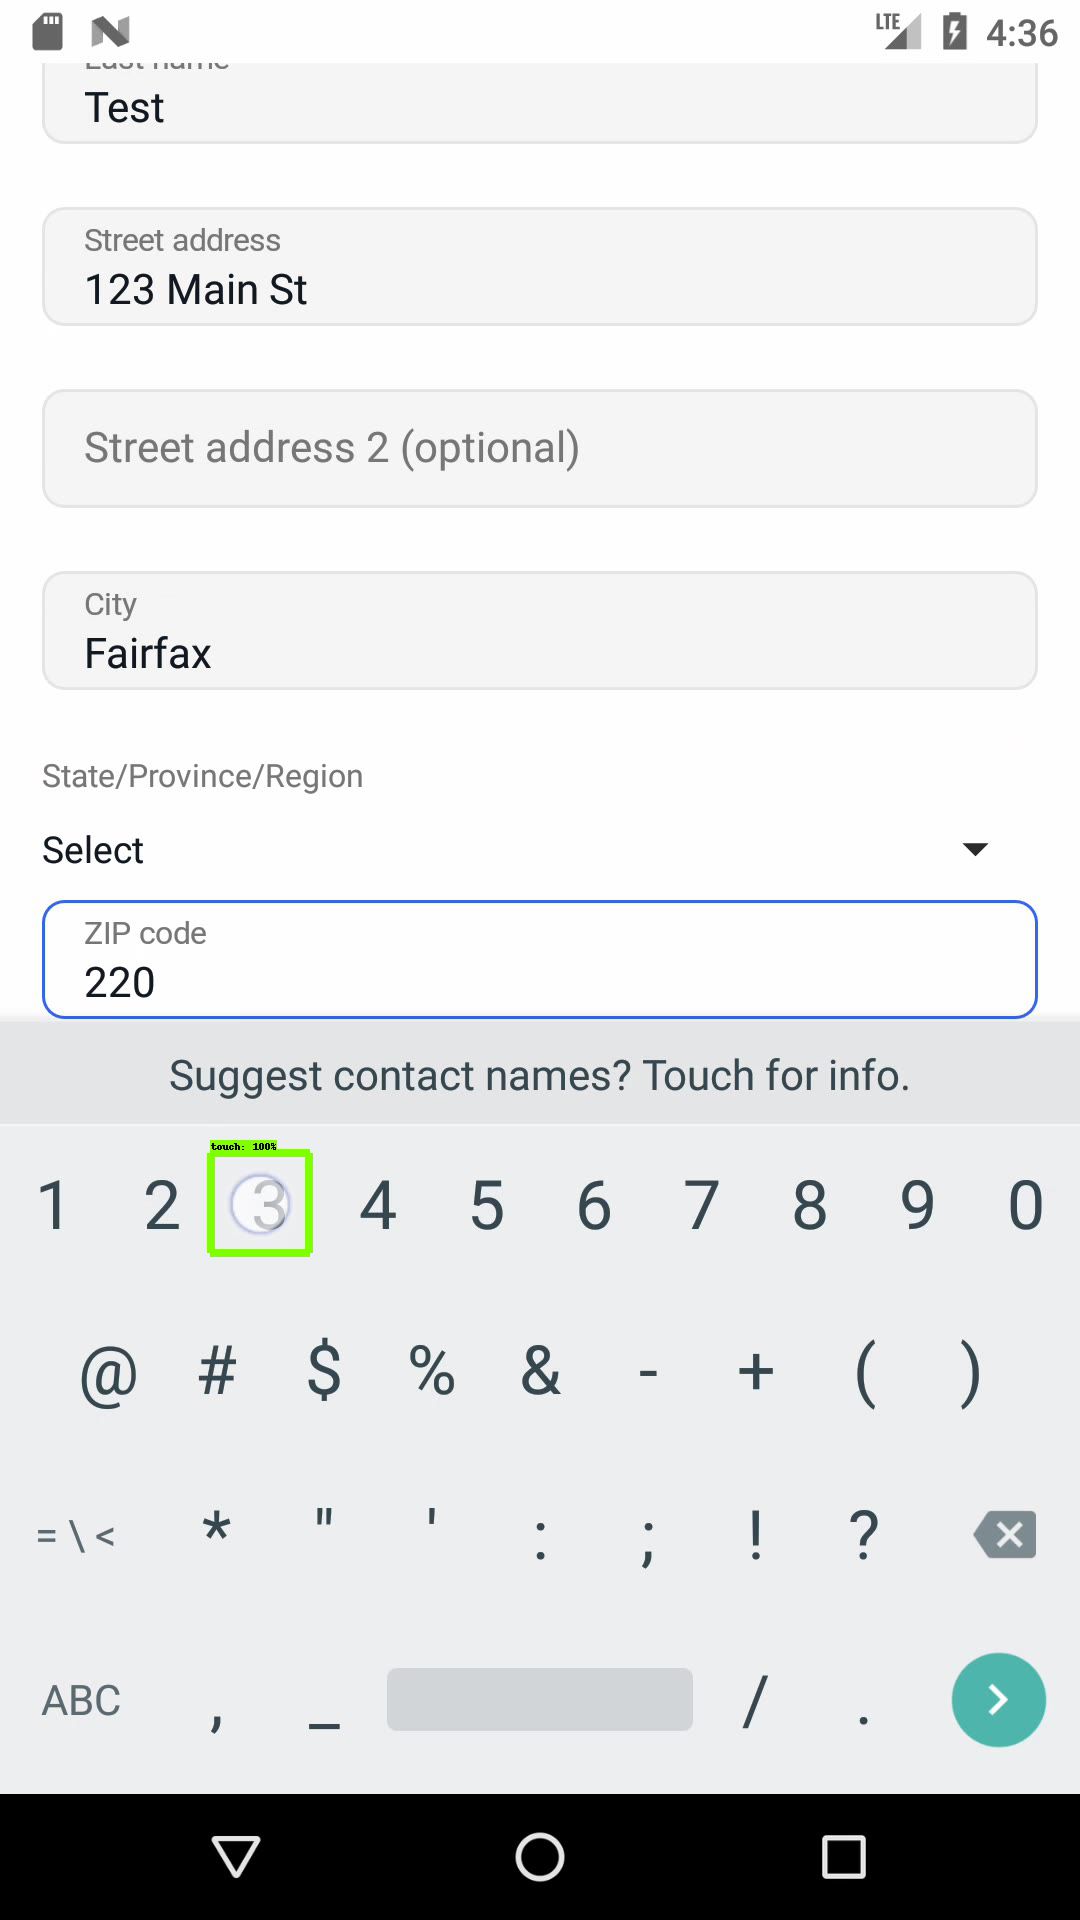 LTE 4:36
Last name
Test
Street address
123 Main St
Street address 2 (optional)
City
Fairfax
State/Province/Region
Select
ZIP code
220
Suggest contact names? Touch for info.
touch: 100%
1 2 3 4 5 6 7 8 9 0
@ # $ % & - + ( )
= \ < * " ' : ; ! ?
ABC , _ / .